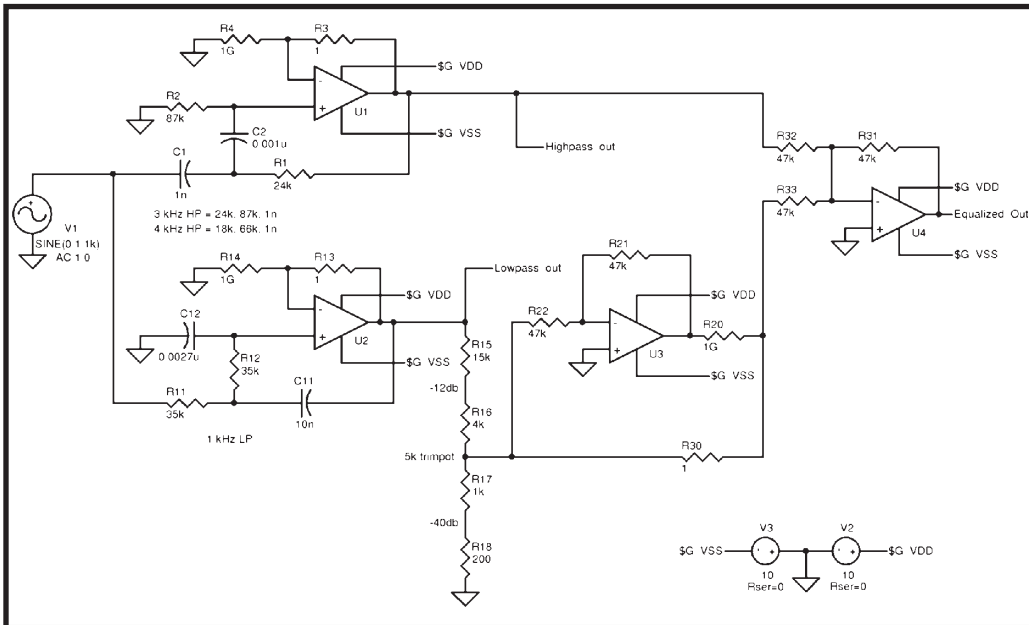 R4
1G
R3
1
$G VDD
U1
$G VSS
R2
87k
C2
0.001u
C1
1n
R1
24k
Highpass out
3 kHz HP = 24k, 87k, 1n
4 kHz HP = 18k, 66k, 1n
V1
SINE(0 1 1k)
AC 1 0
R32
47k
R31
47k
R33
47k
$G VDD
Equalized Out
U4
$G VSS
R14
1G
R13
1
Lowpass out
$G VDD
U2
$G VSS
C12
0.0027u
R12
35k
R11
35k
C11
10n
1 kHz LP
R15
15k
-12db
R16
4k
5k trimpot
R17
1k
-40db
R18
200
R21
47k
R22
47k
$G VDD
U3
R20
1G
$G VSS
R30
1
V3
V2
$G VSS
$G VDD
10
Rser=0
10
Rser=0